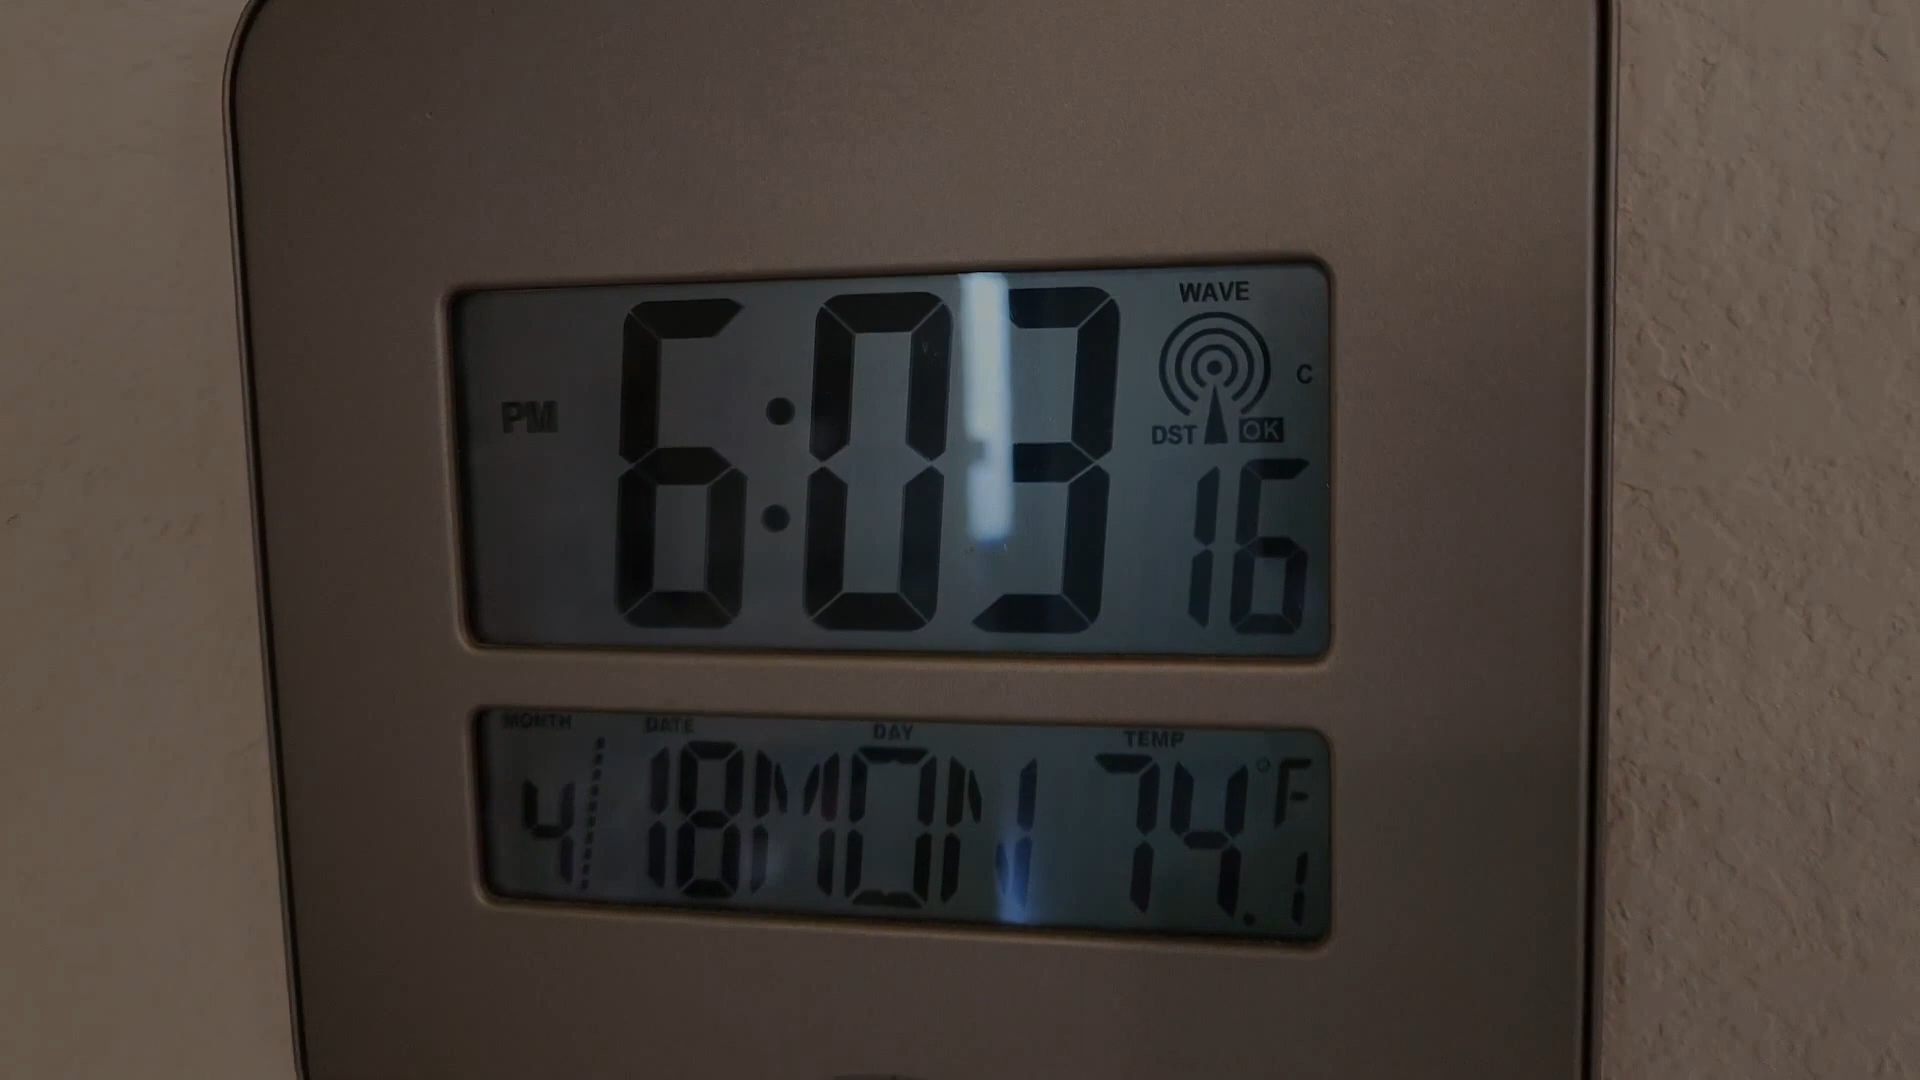 WAVE
PM 6:03 C
DST OK
16
MONTH DATE DAY TEMP
4 18 MON 74.1 °F